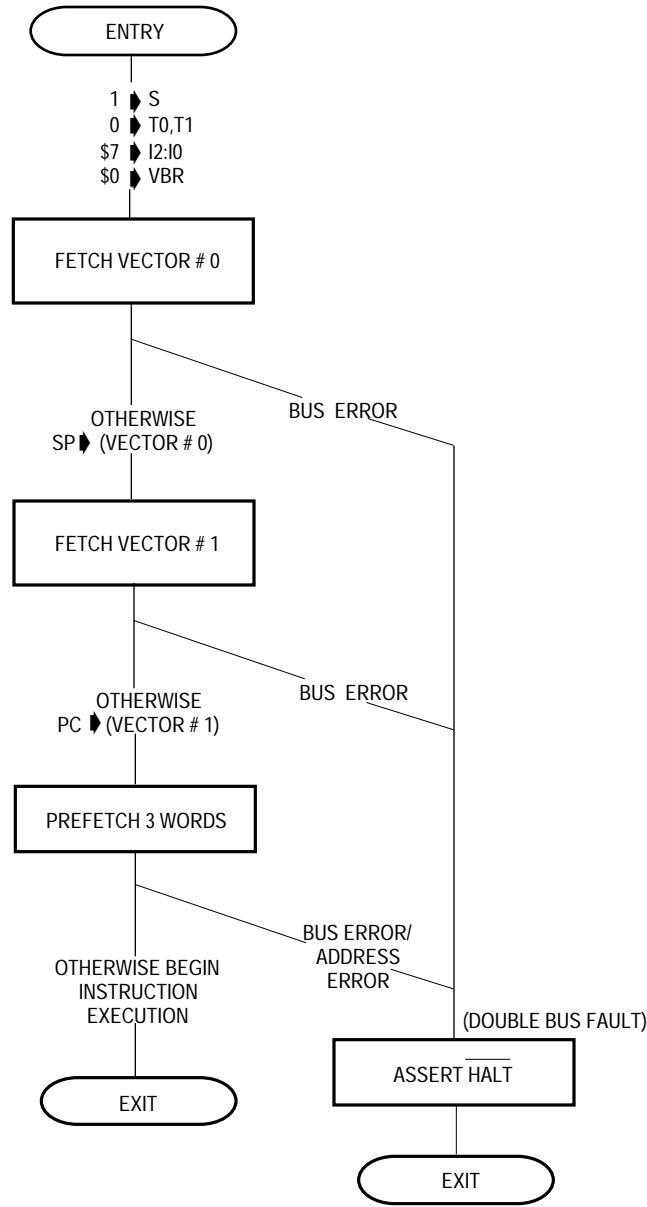 ENTRY
1 S
0 T0,T1
$7 I2:I0
$0 VBR
FETCH VECTOR # 0
BUS ERROR
OTHERWISE
SP (VECTOR # 0)
FETCH VECTOR # 1
BUS ERROR
OTHERWISE
PC (VECTOR # 1)
PREFETCH 3 WORDS
BUS ERROR/
ADDRESS
ERROR
OTHERWISE BEGIN
INSTRUCTION
EXECUTION
(DOUBLE BUS FAULT)
ASSERT HALT
EXIT
EXIT